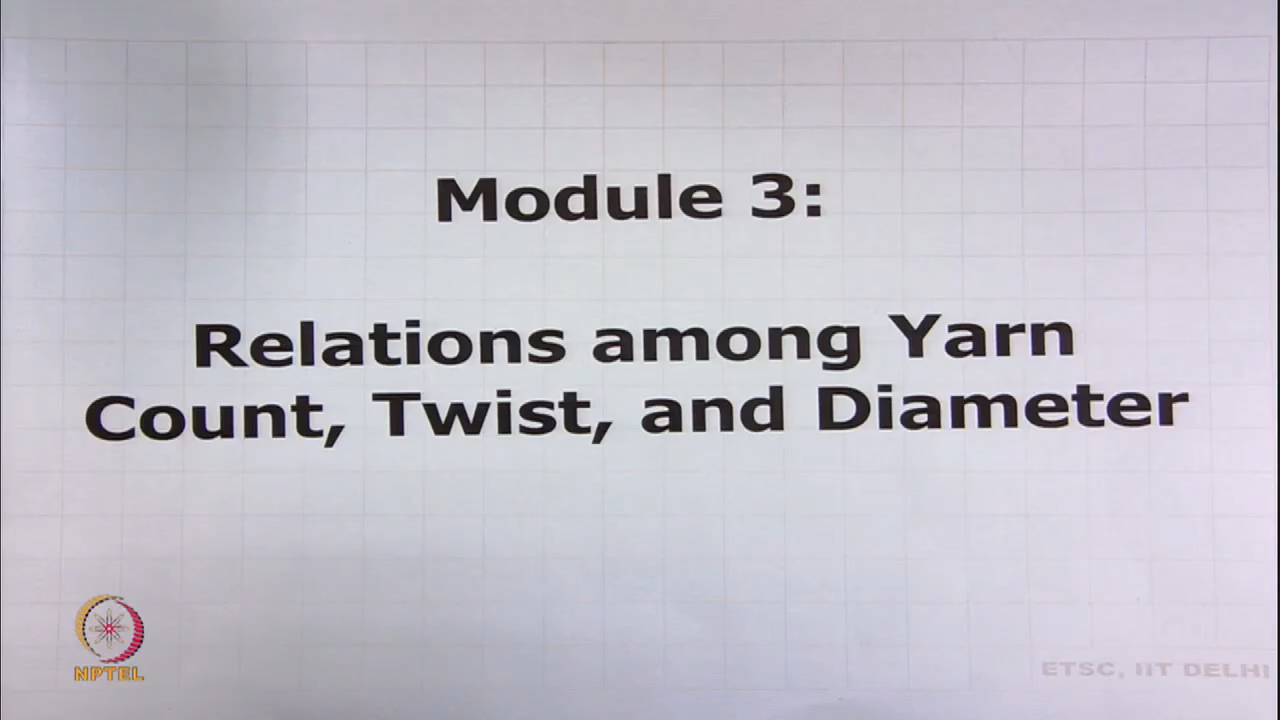 Module 3:
Relations among Yarn
Count, Twist, and Diameter
NPTEL
ETSC, IIT DELHI